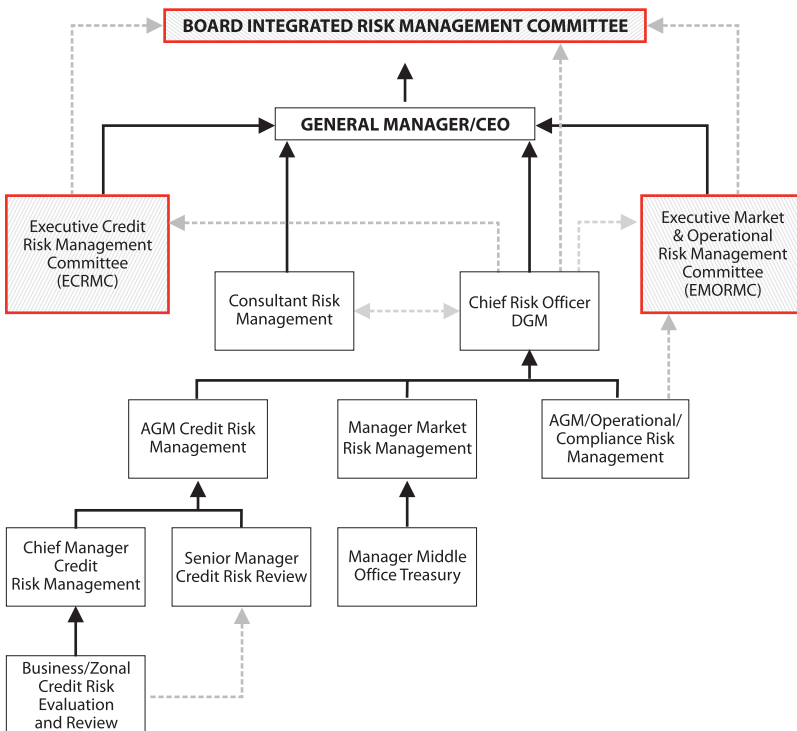 BOARD INTEGRATED RISK MANAGEMENT COMMITTEE
GENERAL MANAGER/CEO
Executive Credit
Risk Management
Committee
(ECRMC)
Executive Market
& Operational
Risk Management
Committee
(EMORMC)
Consultant Risk
Management
Chief Risk Officer
DGM
AGM Credit Risk
Management
Manager Market
Risk Management
AGM/Operational/
Compliance Risk
Management
Chief Manager
Credit
Risk Management
Senior Manager
Credit Risk Review
Manager Middle
Office Treasury
Business/Zonal
Credit Risk
Evaluation
and Review